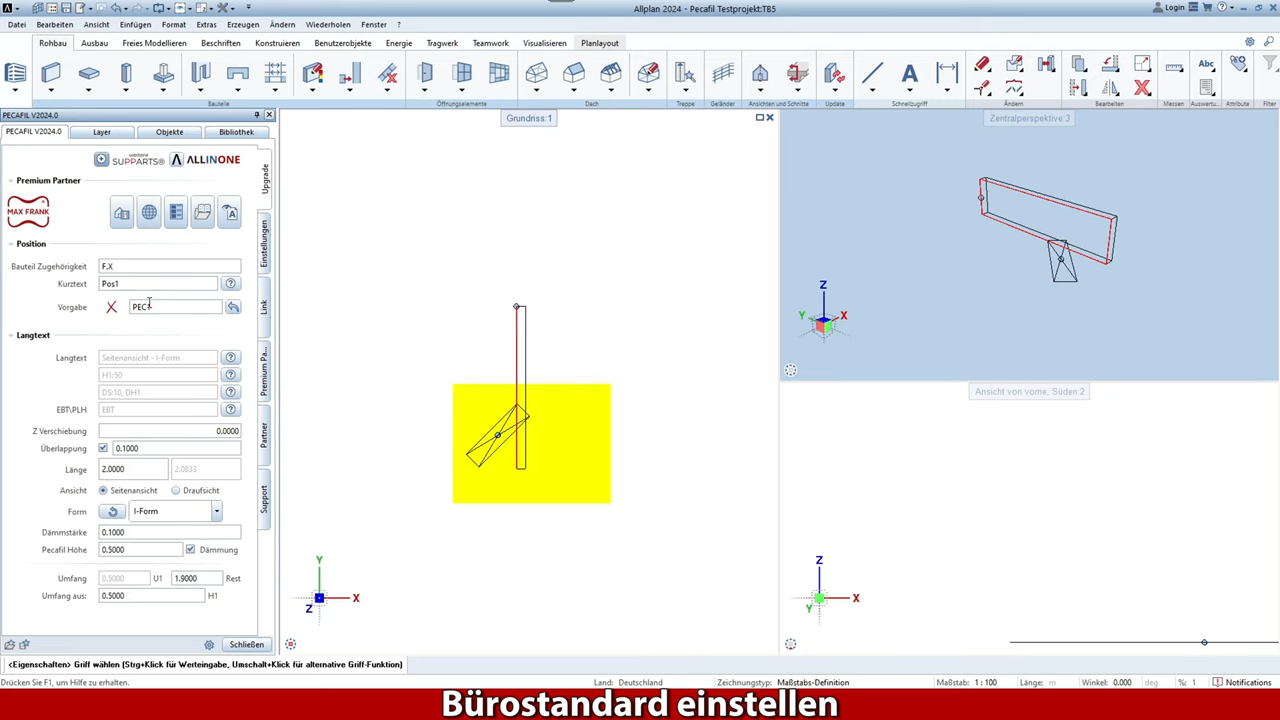 Allplan 2024 - Pecafil Testprojekt:TB5
Login
Datei Bearbeiten Ansicht Einfügen Format Extras Erzeugen Ändern Wiederholen Fenster ?
Rohbau Ausbau Freies Modellieren Beschriften Konstruieren Benutzerobjekte Energie Tragwerk Teamwork Visualisieren Planlayout
Abc
Bauteile Öffnungselemente Dach Treppe Geländer Ansichten und Schnitte Update Schnellzugriff Ändern Bearbeiten Messen Auswert... Attribute Filter
PECAFIL V2024.0
PECAFIL V2024.0 Layer Objekte Bibliothek
weitere SUPPARTS® ALLINONE
Premium Partner
MAX FRANK
Position
Bauteil Zugehörigkeit F.X
Kurztext Pos1
Vorgabe PEC1
Langtext
Langtext Seitenansicht - I-Form
H1:50
DS:10, DH1
EBT\PLH EBT
Z Verschiebung 0.0000
Überlappung 0.1000
Länge 2.0000 2.0833
Ansicht Seitenansicht Draufsicht
Form I-Form
Dämmstärke 0.1000
Pecafil Höhe 0.5000 Dämmung
Umfang 0.5000 U1 1.9000 Rest
Umfang aus: 0.5000 H1
Schließen
Upgrade
Einstellungen
Link
Premium Pa...
Partner
Support
Grundriss:1
Y
Z X
Zentralperspektive:3
Z
Y X
Ansicht von vorne, Süden:2
Z
Y X
<Eigenschaften> Griff wählen (Strg+Klick für Werteingabe, Umschalt+Klick für alternative Griff-Funktion)
Drücken Sie F1, um Hilfe zu erhalten. Land: Deutschland Zeichnungstyp: Maßstabs-Definition Maßstab: 1 : 100 Länge: m Winkel: 0.000 deg %: 1 Notifications
Bürostandard einstellen